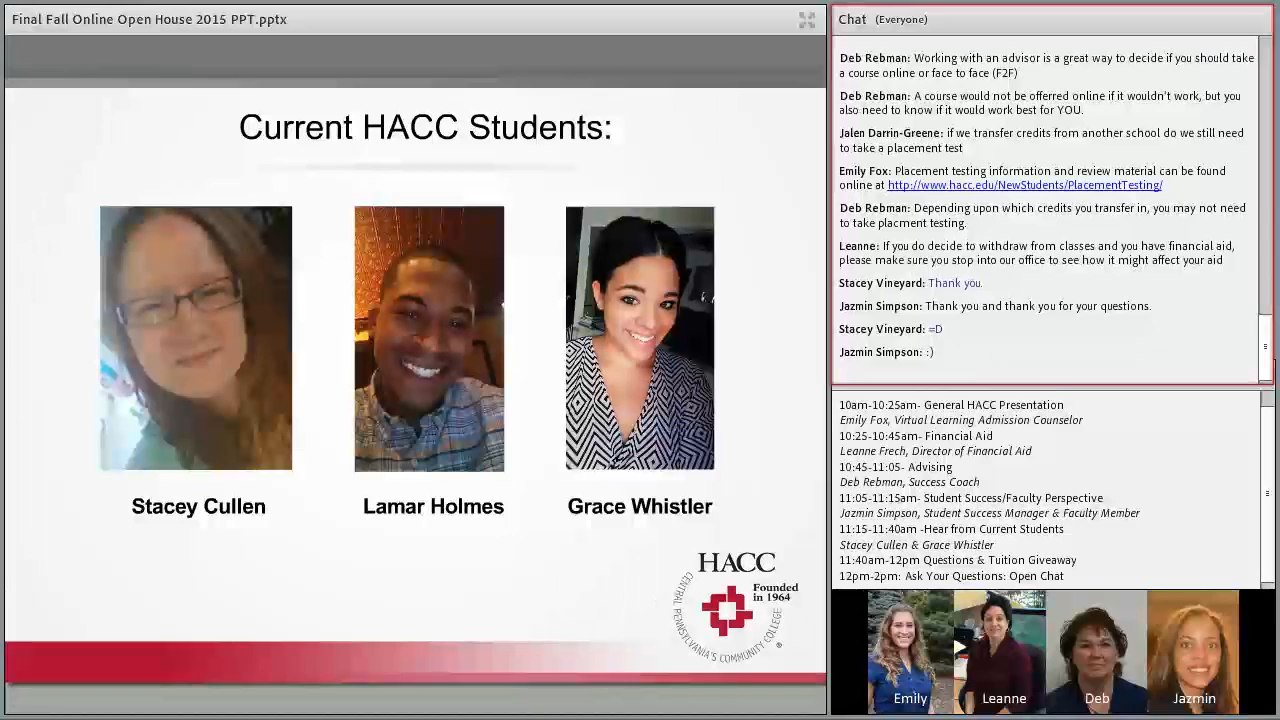 Final Fall Online Open House 2015 PPT.pptx
Current HACC Students:
Stacey Cullen
Lamar Holmes
Grace Whistler
HACC
Founded
in 1964
CENTRAL PENNSYLVANIA'S COMMUNITY COLLEGE
®
Chat (Everyone)
Deb Rebman: Working with an advisor is a great way to decide if you should take
a course online or face to face (F2F)
Deb Rebman: A course would not be offerred online if it wouldn't work, but you
also need to know if it would work best for YOU.
Jalen Darrin-Greene: if we transfer credits from another school do we still need
to take a placement test
Emily Fox: Placement testing information and review material can be found
online at http://www.hacc.edu/NewStudents/PlacementTesting/
Deb Rebman: Depending upon which credits you transfer in, you may not need
to take placment testing.
Leanne: If you do decide to withdraw from classes and you have financial aid,
please make sure you stop into our office to see how it might affect your aid
Stacey Vineyard: Thank you.
Jazmin Simpson: Thank you and thank you for your questions.
Stacey Vineyard: =D
Jazmin Simpson: :)
10am-10:25am- General HACC Presentation
Emily Fox, Virtual Learning Admission Counselor
10:25-10:45am- Financial Aid
Leanne Frech, Director of Financial Aid
10:45-11:05- Advising
Deb Rebman, Success Coach
11:05-11:15am- Student Success/Faculty Perspective
Jazmin Simpson, Student Success Manager & Faculty Member
11:15-11:40am -Hear from Current Students
Stacey Cullen & Grace Whistler
11:40am-12pm Questions & Tuition Giveaway
12pm-2pm: Ask Your Questions: Open Chat
Emily
Leanne
Deb
Jazmin